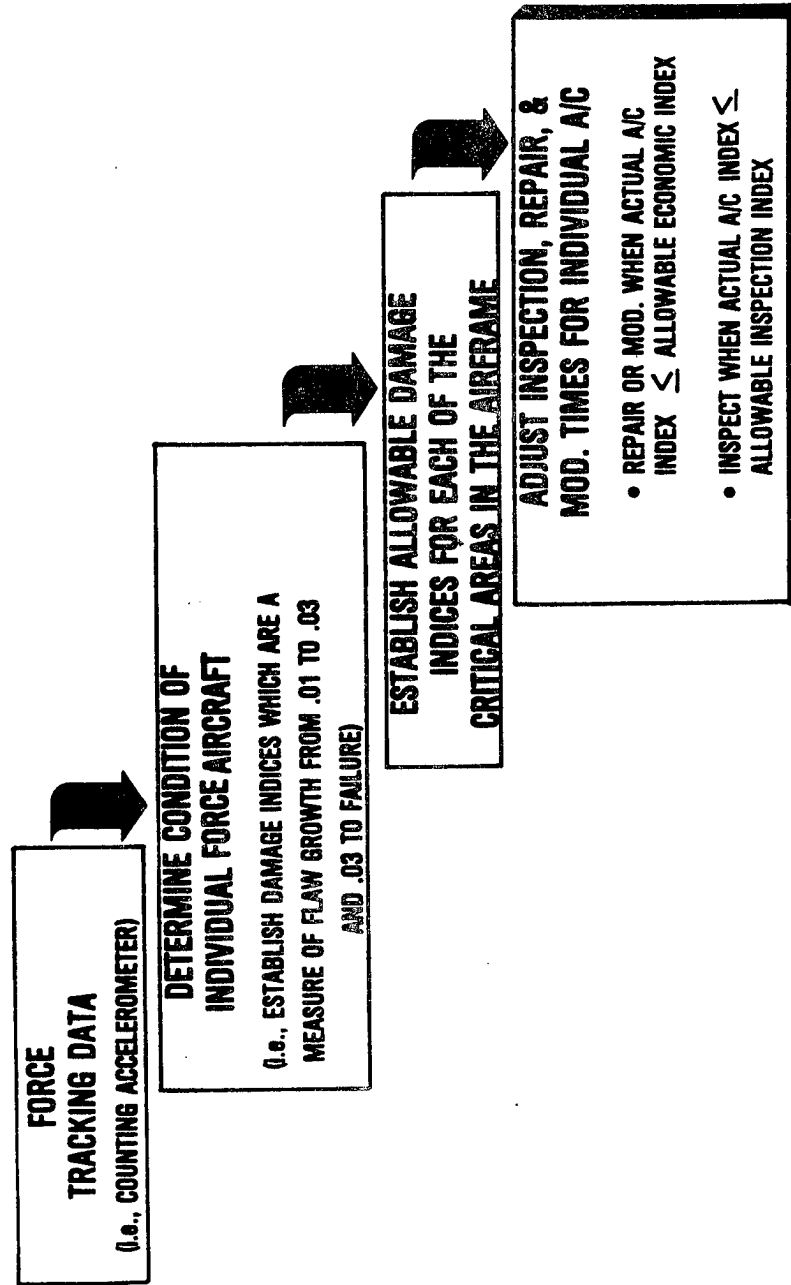 FORCE
TRACKING DATA
(i.e., COUNTING ACCELEROMETER)
DETERMINE CONDITION OF
INDIVIDUAL FORCE AIRCRAFT
(i.e., ESTABLISH DAMAGE INDICES WHICH ARE A
MEASURE OF FLAW GROWTH FROM .01 TO .03
AND .03 TO FAILURE)
ESTABLISH ALLOWABLE DAMAGE
INDICES FOR EACH OF THE
CRITICAL AREAS IN THE AIRFRAME
ADJUST INSPECTION, REPAIR, &
MOD. TIMES FOR INDIVIDUAL A/C
• REPAIR OR MOD. WHEN ACTUAL A/C
INDEX ≤ ALLOWABLE ECONOMIC INDEX
• INSPECT WHEN ACTUAL A/C INDEX ≤
ALLOWABLE INSPECTION INDEX